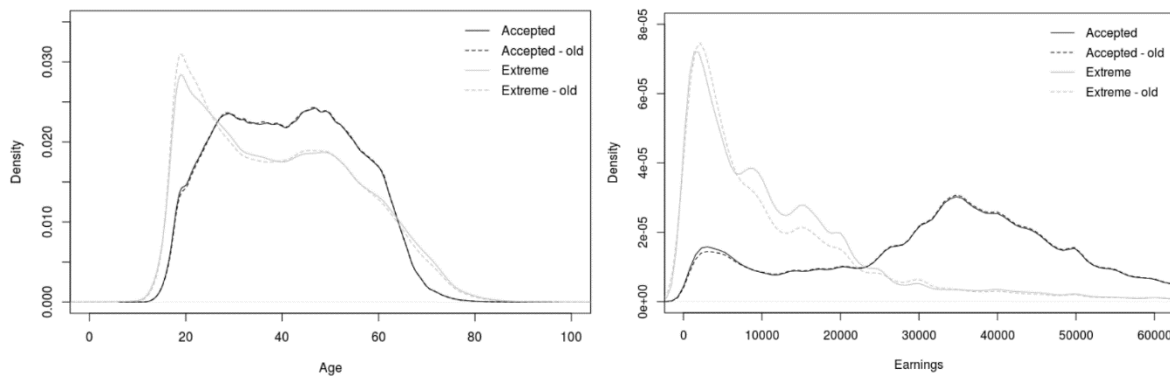 Accepted
Accepted - old
Extreme
Extreme - old
0.030
0.020
0.010
0.000
Density
0 20 40 60 80 100
Age
Accepted
Accepted - old
Extreme
Extreme - old
8e-05
6e-05
4e-05
2e-05
0e+00
Density
0 10000 20000 30000 40000 50000 60000
Earnings